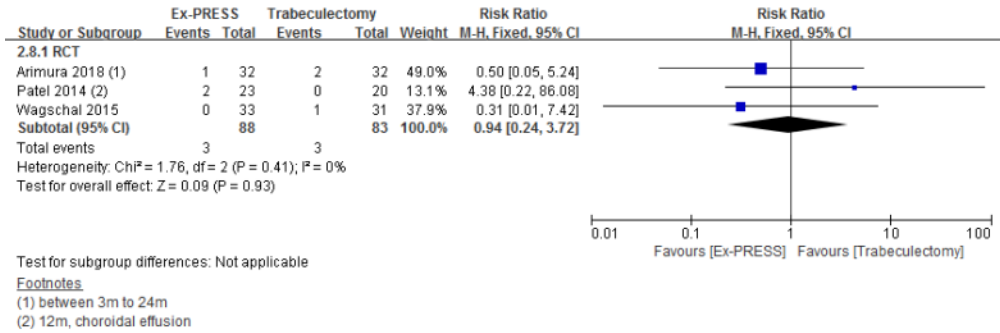 Ex-PRESS Trabeculectomy Risk Ratio Risk Ratio
Study or Subgroup Events Total Events Total Weight M-H, Fixed, 95% CI M-H, Fixed, 95% CI
2.8.1 RCT
Arimura 2018 (1) 1 32 2 32 49.0% 0.50 [0.05, 5.24]
Patel 2014 (2) 2 23 0 20 13.1% 4.38 [0.22, 86.08]
Wagschal 2015 0 33 1 31 37.9% 0.31 [0.01, 7.42]
Subtotal (95% CI) 88 83 100.0% 0.94 [0.24, 3.72]
Total events 3 3
Heterogeneity: Chi² = 1.76, df = 2 (P = 0.41); I² = 0%
Test for overall effect: Z = 0.09 (P = 0.93)
0.01 0.1 1 10 100
Favours [Ex-PRESS] Favours [Trabeculectomy]
Test for subgroup differences: Not applicable
Footnotes
(1) between 3m to 24m
(2) 12m, choroidal effusion